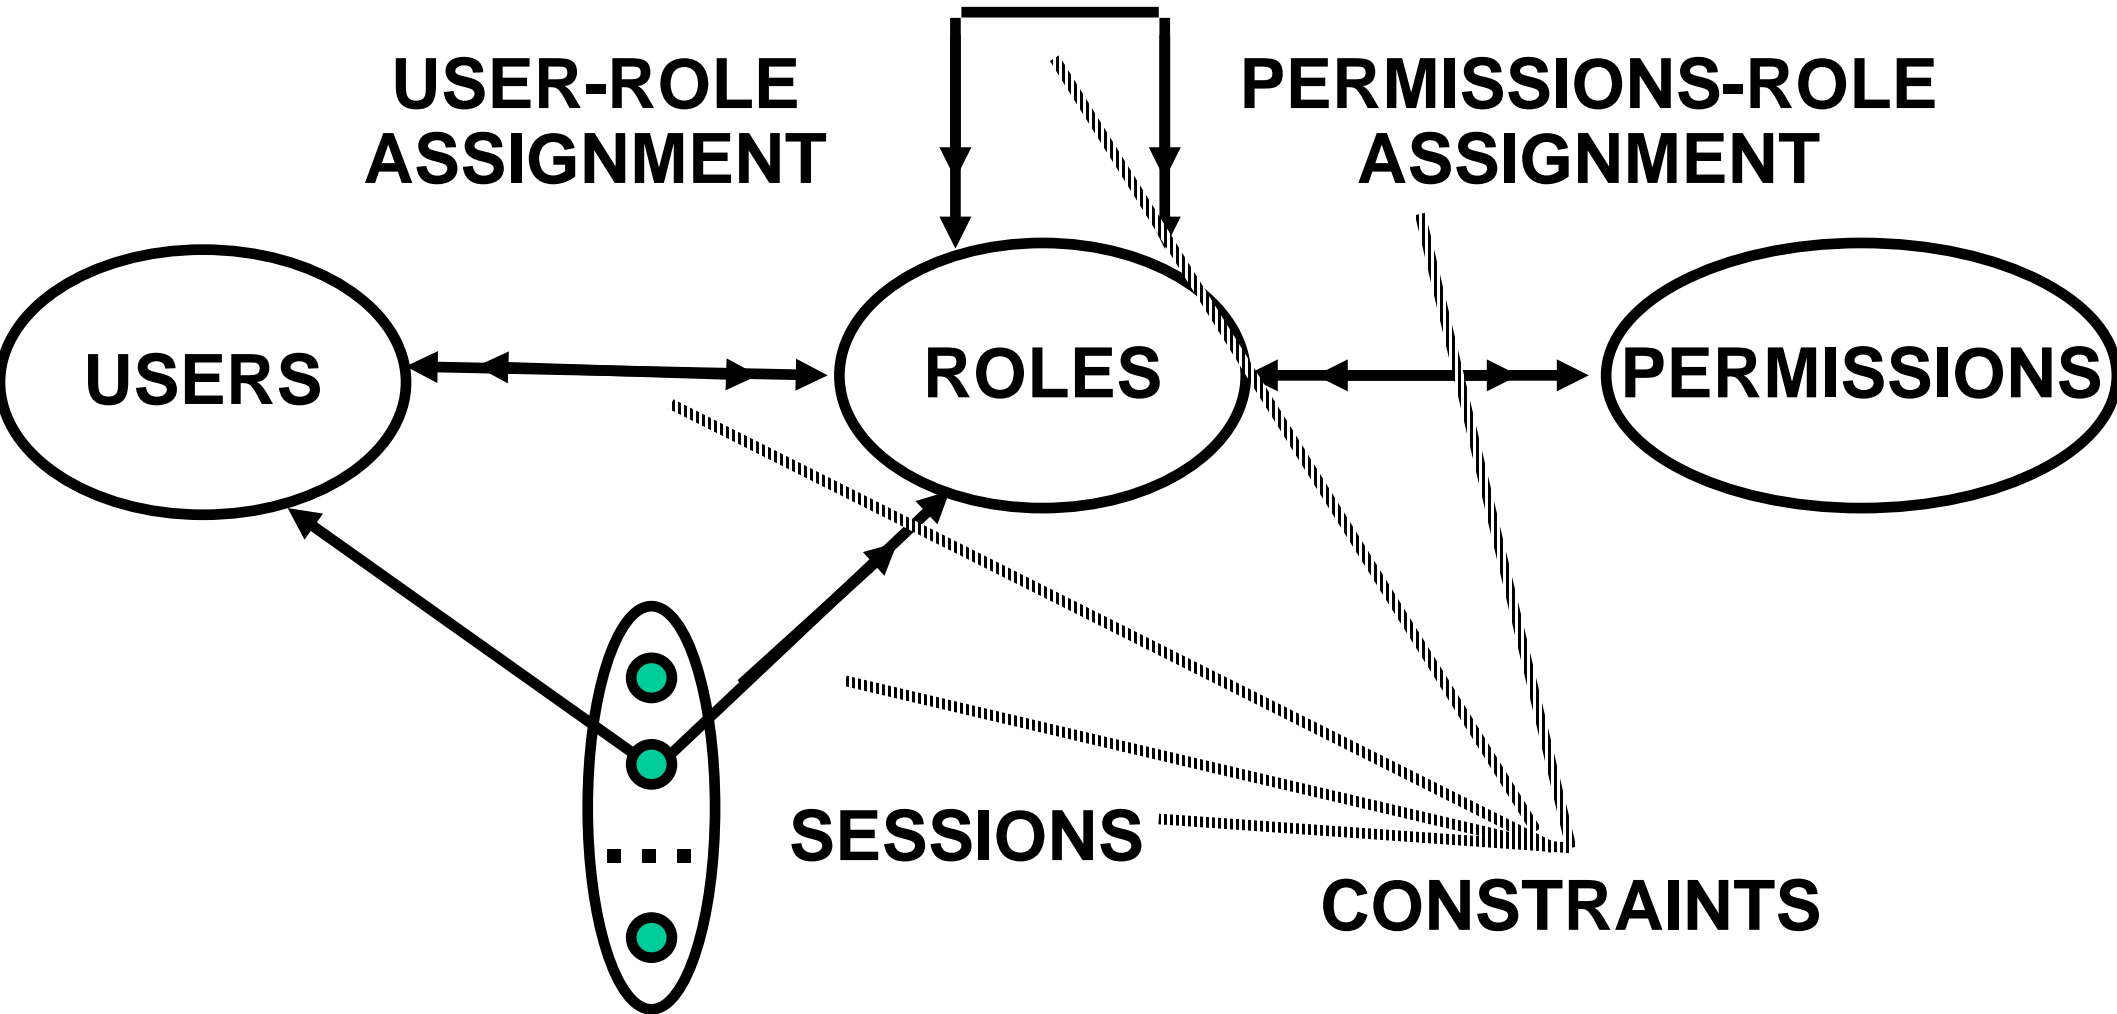 USER-ROLE
ASSIGNMENT
PERMISSIONS-ROLE
ASSIGNMENT
USERS
ROLES
PERMISSIONS
...
SESSIONS
CONSTRAINTS